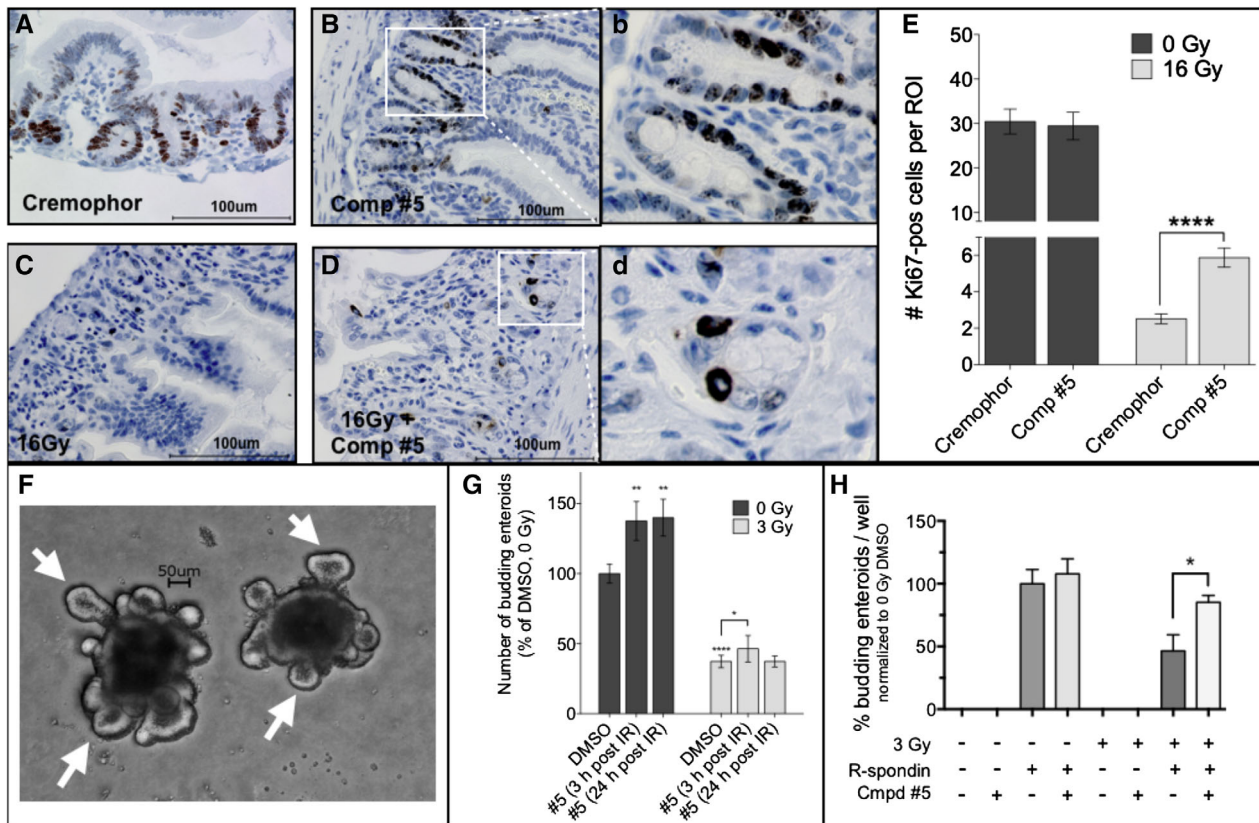 A
Cremophor
100um
B
Comp #5
100um
b
C
16Gy
100um
D
16Gy +
Comp #5
100um
d
E
# Ki67-pos cells per ROI
50
40
30
20
10
6
4
2
0
0 Gy
16 Gy
****
Cremophor
Comp #5
Cremophor
Comp #5
F
50um
G
Number of budding enteroids
(% of DMSO, 0 Gy)
150
100
50
0
** **
0 Gy
3 Gy
*
****
DMSO
#5 (3 h post IR)
#5 (24 h post IR)
DMSO
#5 (3 h post IR)
#5 (24 h post IR)
H
% budding enteroids / well
normalized to 0 Gy DMSO
150
100
50
0
*
3 Gy - - - - + + + +
R-spondin - - + + - - + +
Cmpd #5 - + - + - + - +